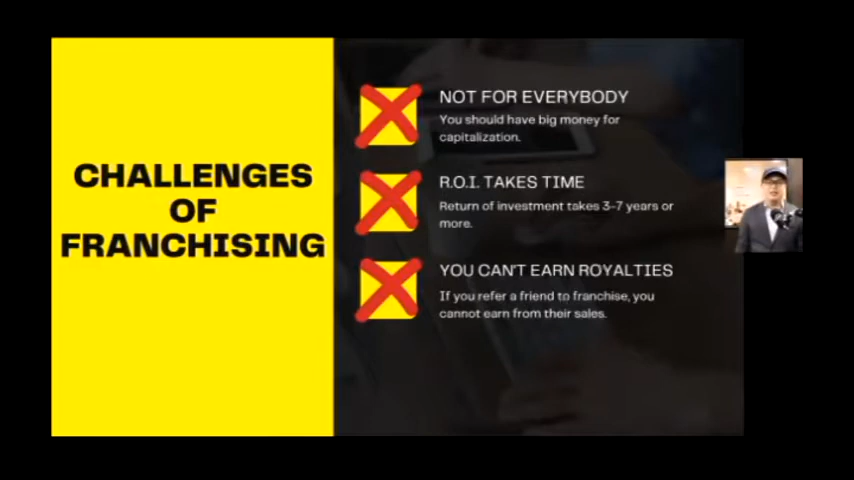 CHALLENGES
OF
FRANCHISING
NOT FOR EVERYBODY
You should have big money for
capitalization.
R.O.I. TAKES TIME
Return of investment takes 3-7 years or
more.
YOU CAN'T EARN ROYALTIES
If you refer a friend to franchise, you
cannot earn from their sales.